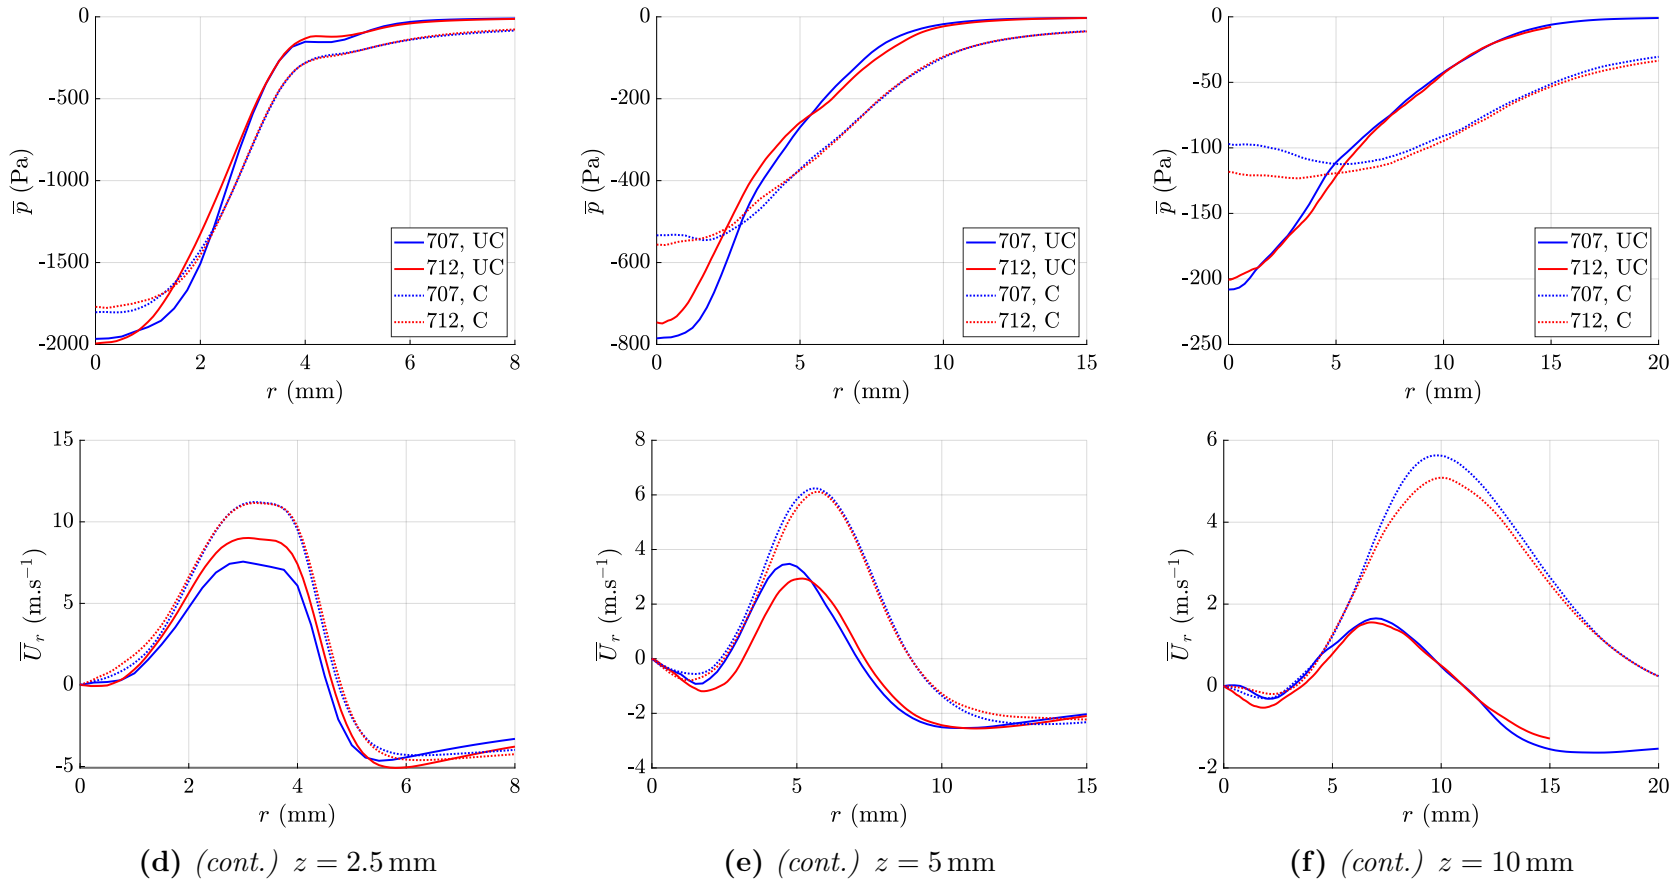 0
-500
-1000
-1500
-2000
p̅ (Pa)
0 2 4 6 8
r (mm)
707, UC
712, UC
707, C
712, C
0
-200
-400
-600
-800
p̅ (Pa)
0 5 10 15
r (mm)
707, UC
712, UC
707, C
712, C
0
-50
-100
-150
-200
-250
p̅ (Pa)
0 5 10 15 20
r (mm)
707, UC
712, UC
707, C
712, C
15
10
5
0
-5
U̅r (m.s−1)
0 2 4 6 8
r (mm)
8
6
4
2
0
-2
-4
U̅r (m.s−1)
0 5 10 15
r (mm)
6
4
2
0
-2
U̅r (m.s−1)
0 5 10 15 20
r (mm)
(d) (cont.) z = 2.5 mm
(e) (cont.) z = 5 mm
(f) (cont.) z = 10 mm